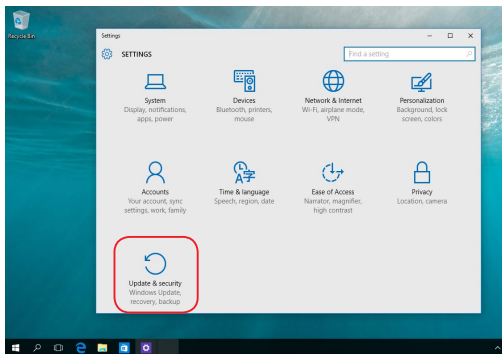 Recycle Bin
Settings
SETTINGS
Find a setting
System
Display, notifications,
apps, power
Devices
Bluetooth, printers,
mouse
Network & Internet
Wi-Fi, airplane mode,
VPN
Personalization
Background, lock
screen, colors
Accounts
Your account, sync
settings, work, family
Time & language
Speech, region, date
Ease of Access
Narrator, magnifier,
high contrast
Privacy
Location, camera
Update & security
Windows Update,
recovery, backup